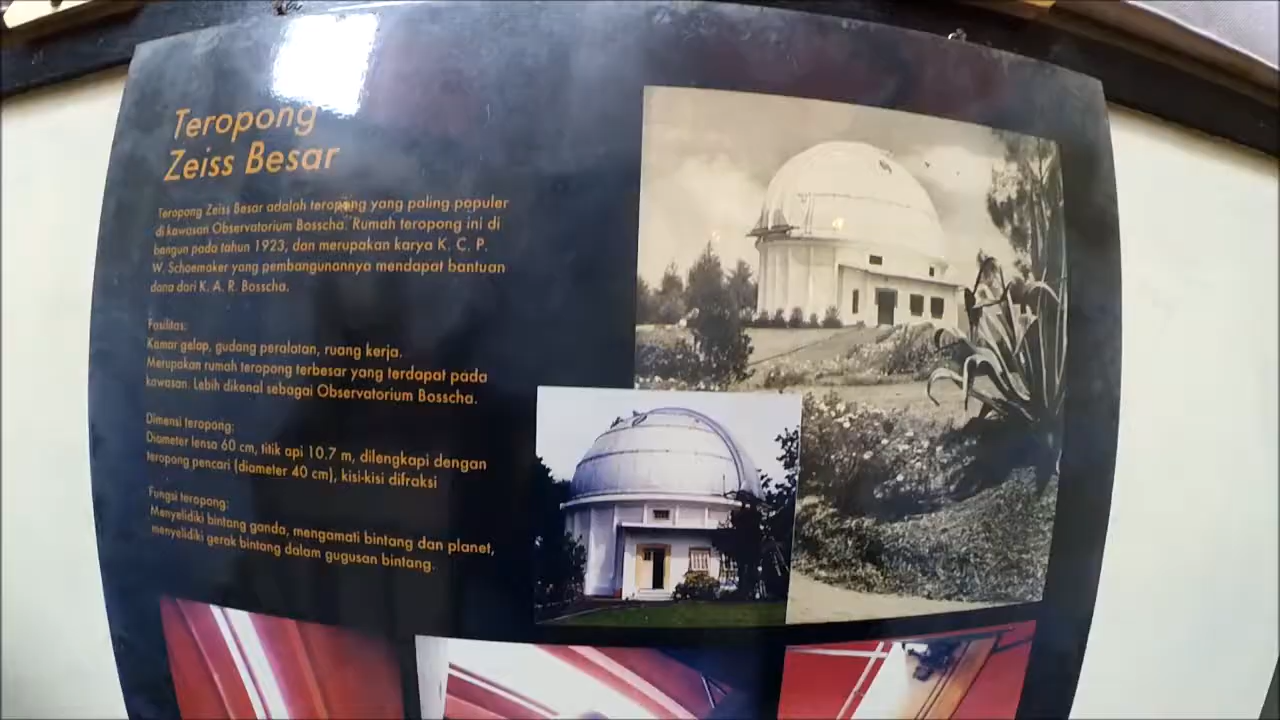 Teropong
Zeiss Besar
Teropong Zeiss Besar adalah teropong yang paling populer
di kawasan Observatorium Bosscha. Rumah teropong ini di
bangun pada tahun 1923, dan merupakan karya K. C. P.
W. Schoemaker yang pembangunannya mendapat bantuan
dana dari K. A. R. Bosscha.
Fasilitas:
Kamar gelap, gudang peralatan, ruang kerja.
Merupakan rumah teropong terbesar yang terdapat pada
kawasan. Lebih dikenal sebagai Observatorium Bosscha.
Dimensi teropong:
Diameter lensa 60 cm, titik api 10.7 m, dilengkapi dengan
teropong pencari (diameter 40 cm), kisi-kisi difraksi
Fungsi teropong:
Menyelidiki bintang ganda, mengamati bintang dan planet,
menyelidiki gerak bintang dalam gugusan bintang.